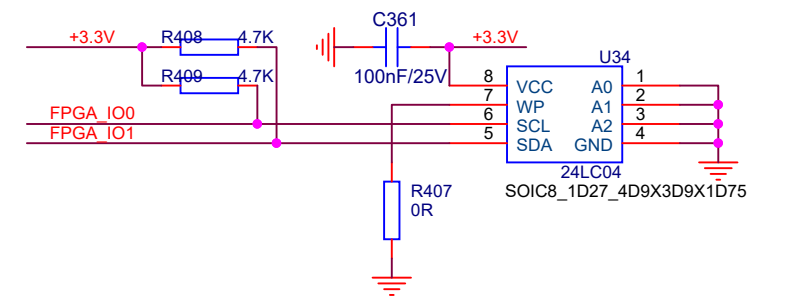 C361
+3.3V R408 4.7K +3.3V
R409 4.7K 100nF/25V
U34
8 VCC A0 1
7 WP A1 2
FPGA_IO0 6 SCL A2 3
FPGA_IO1 5 SDA GND 4
24LC04
R407 SOIC8_1D27_4D9X3D9X1D75
0R